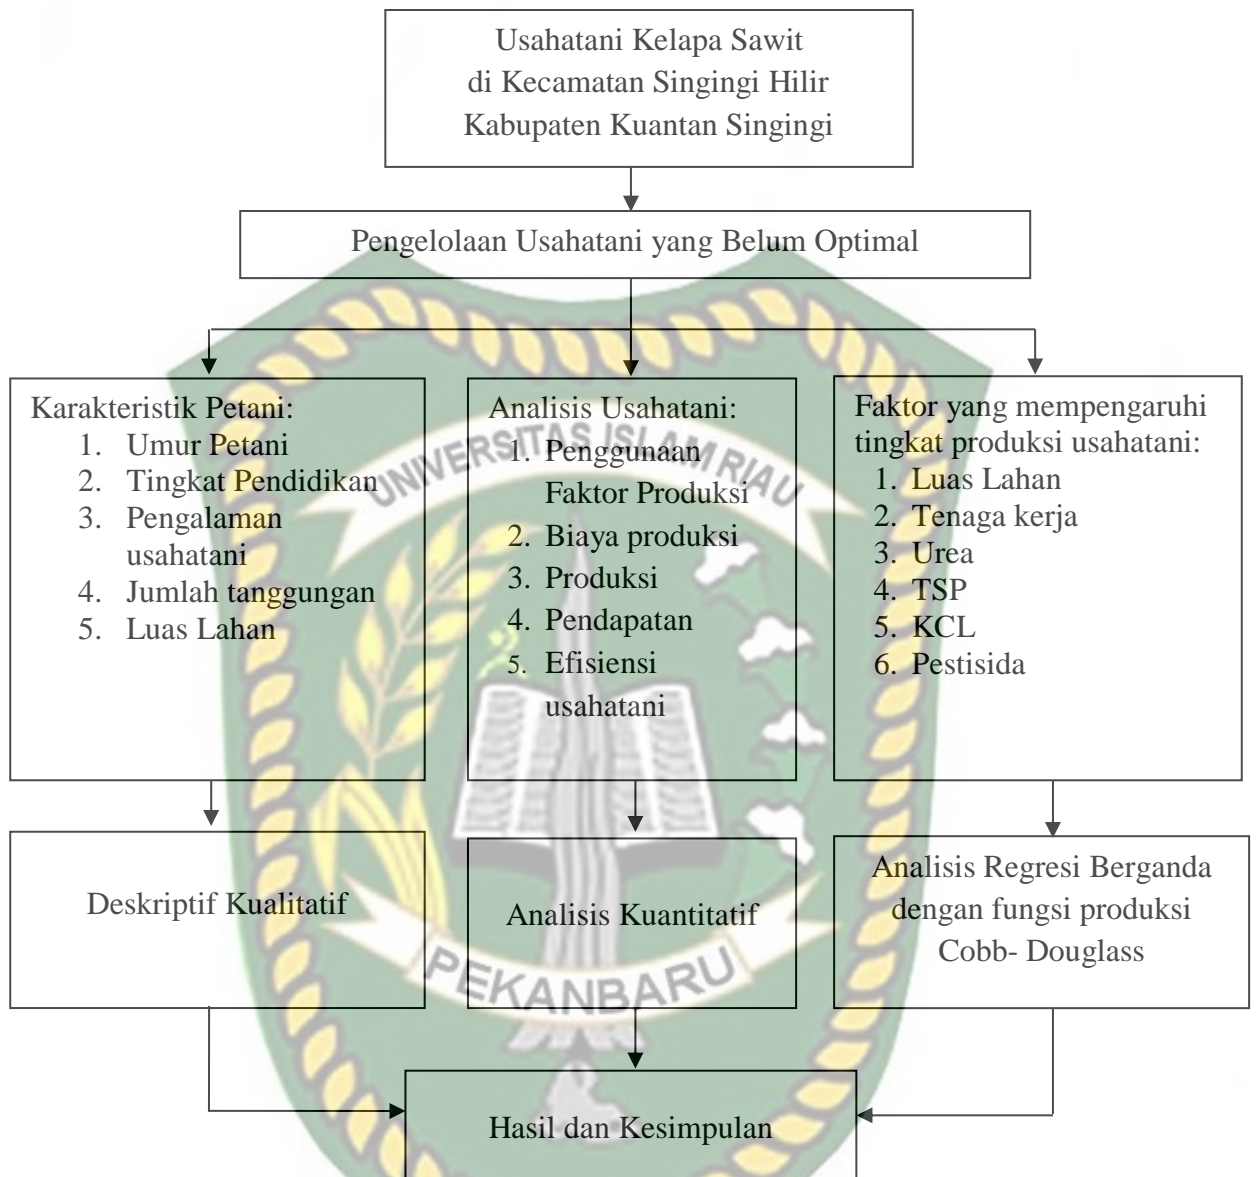 Usahatani Kelapa Sawit
di Kecamatan Singingi Hilir
Kabupaten Kuantan Singingi
Pengelolaan Usahatani yang Belum Optimal
Karakteristik Petani:
1. Umur Petani
2. Tingkat Pendidikan
3. Pengalaman
usahatani
4. Jumlah tanggungan
5. Luas Lahan
Analisis Usahatani:
1. Penggunaan
Faktor Produksi
2. Biaya produksi
3. Produksi
4. Pendapatan
5. Efisiensi
usahatani
Faktor yang mempengaruhi
tingkat produksi usahatani:
1. Luas Lahan
2. Tenaga kerja
3. Urea
4. TSP
5. KCL
6. Pestisida
UNIVERSITAS ISLAM RIAU
Deskriptif Kualitatif
Analisis Kuantitatif
Analisis Regresi Berganda
dengan fungsi produksi
Cobb- Douglass
PEKANBARU
Hasil dan Kesimpulan